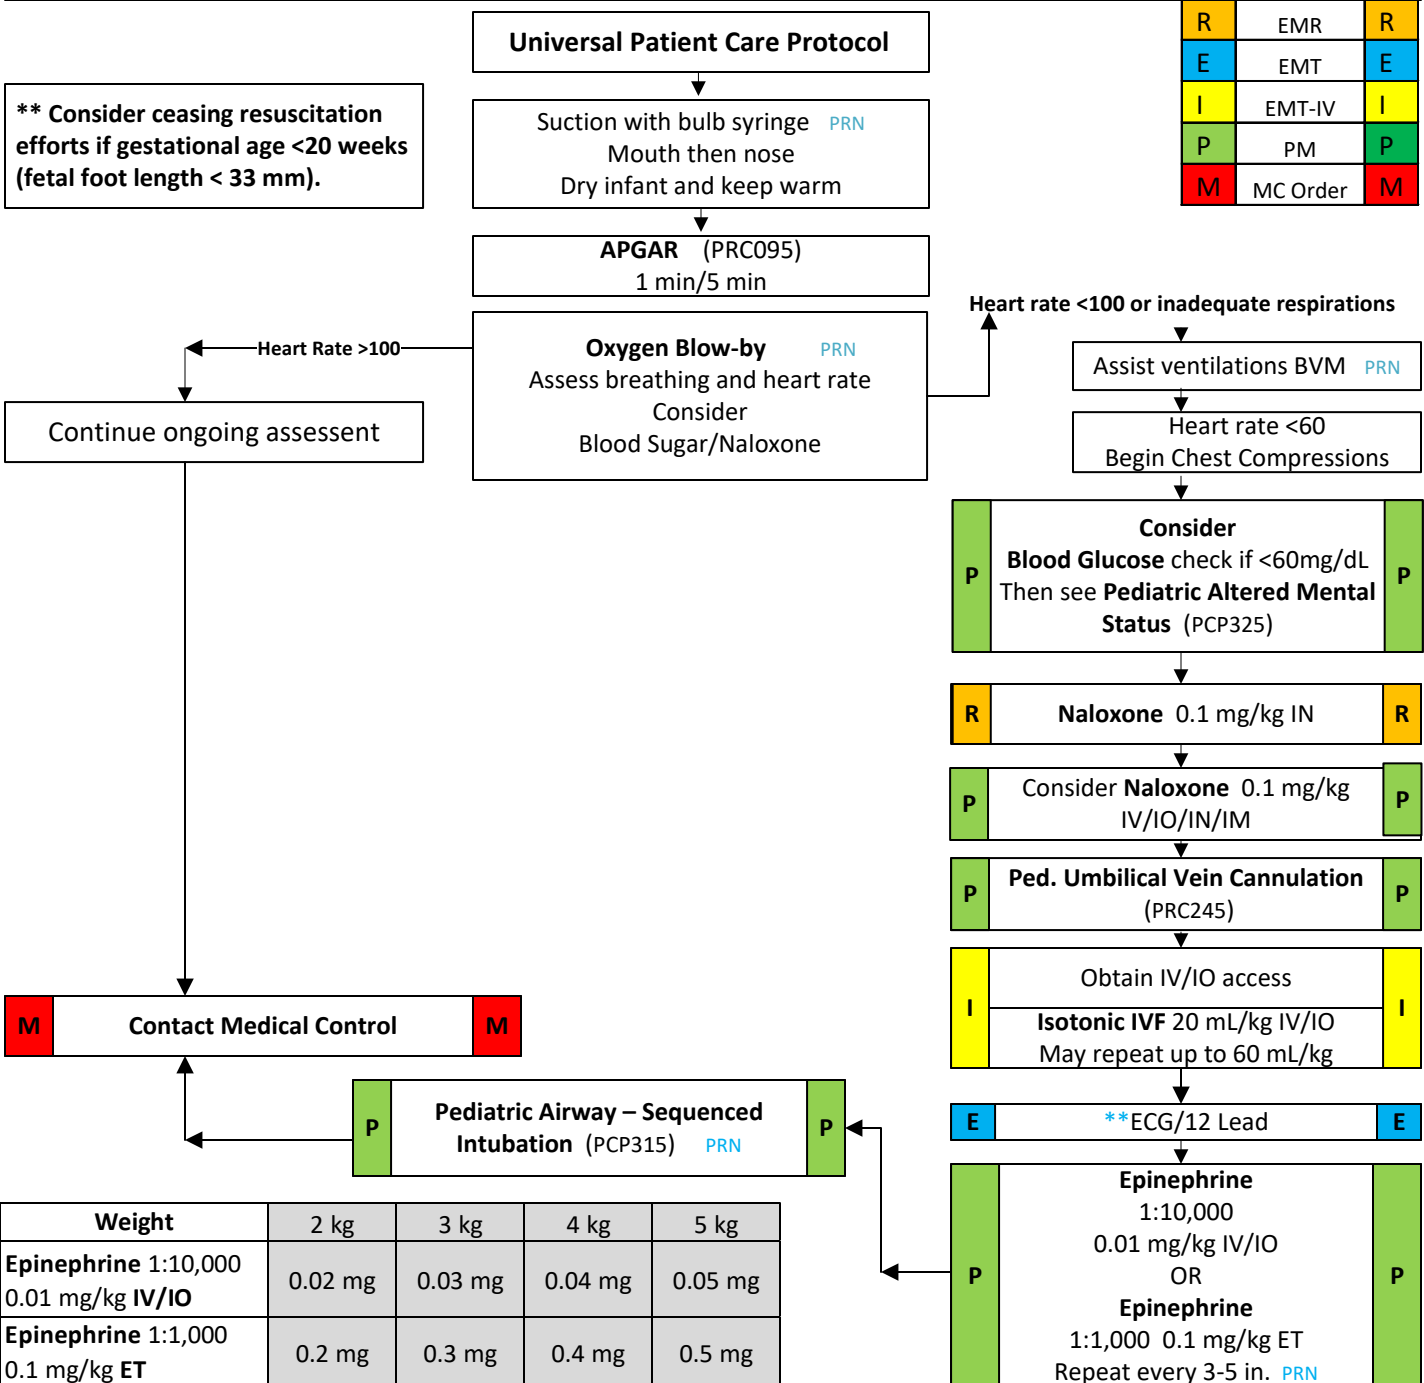 R EMR R
E EMT E
I EMT-IV I
P PM P
M MC Order M
Universal Patient Care Protocol
** Consider ceasing resuscitation
efforts if gestational age <20 weeks
(fetal foot length < 33 mm).
Suction with bulb syringe PRN
Mouth then nose
Dry infant and keep warm
APGAR (PRC095)
1 min/5 min
Oxygen Blow-by PRN
Assess breathing and heart rate
Consider
Blood Sugar/Naloxone
Heart Rate >100
Continue ongoing assessent
Heart rate <100 or inadequate respirations
Assist ventilations BVM PRN
Heart rate <60
Begin Chest Compressions
Consider
Blood Glucose check if <60mg/dL
P Then see Pediatric Altered Mental P
Status (PCP325)
R Naloxone 0.1 mg/kg IN R
P Consider Naloxone 0.1 mg/kg P
IV/IO/IN/IM
P Ped. Umbilical Vein Cannulation P
(PRC245)
Obtain IV/IO access
I I
Isotonic IVF 20 mL/kg IV/IO
May repeat up to 60 mL/kg
E **ECG/12 Lead E
Epinephrine
1:10,000
0.01 mg/kg IV/IO
P OR P
Epinephrine
1:1,000 0.1 mg/kg ET
Repeat every 3-5 in. PRN
P Pediatric Airway – Sequenced P
Intubation (PCP315) PRN
M Contact Medical Control M
Weight 2 kg 3 kg 4 kg 5 kg
Epinephrine 1:10,000
0.01 mg/kg IV/IO 0.02 mg 0.03 mg 0.04 mg 0.05 mg
Epinephrine 1:1,000
0.1 mg/kg ET 0.2 mg 0.3 mg 0.4 mg 0.5 mg